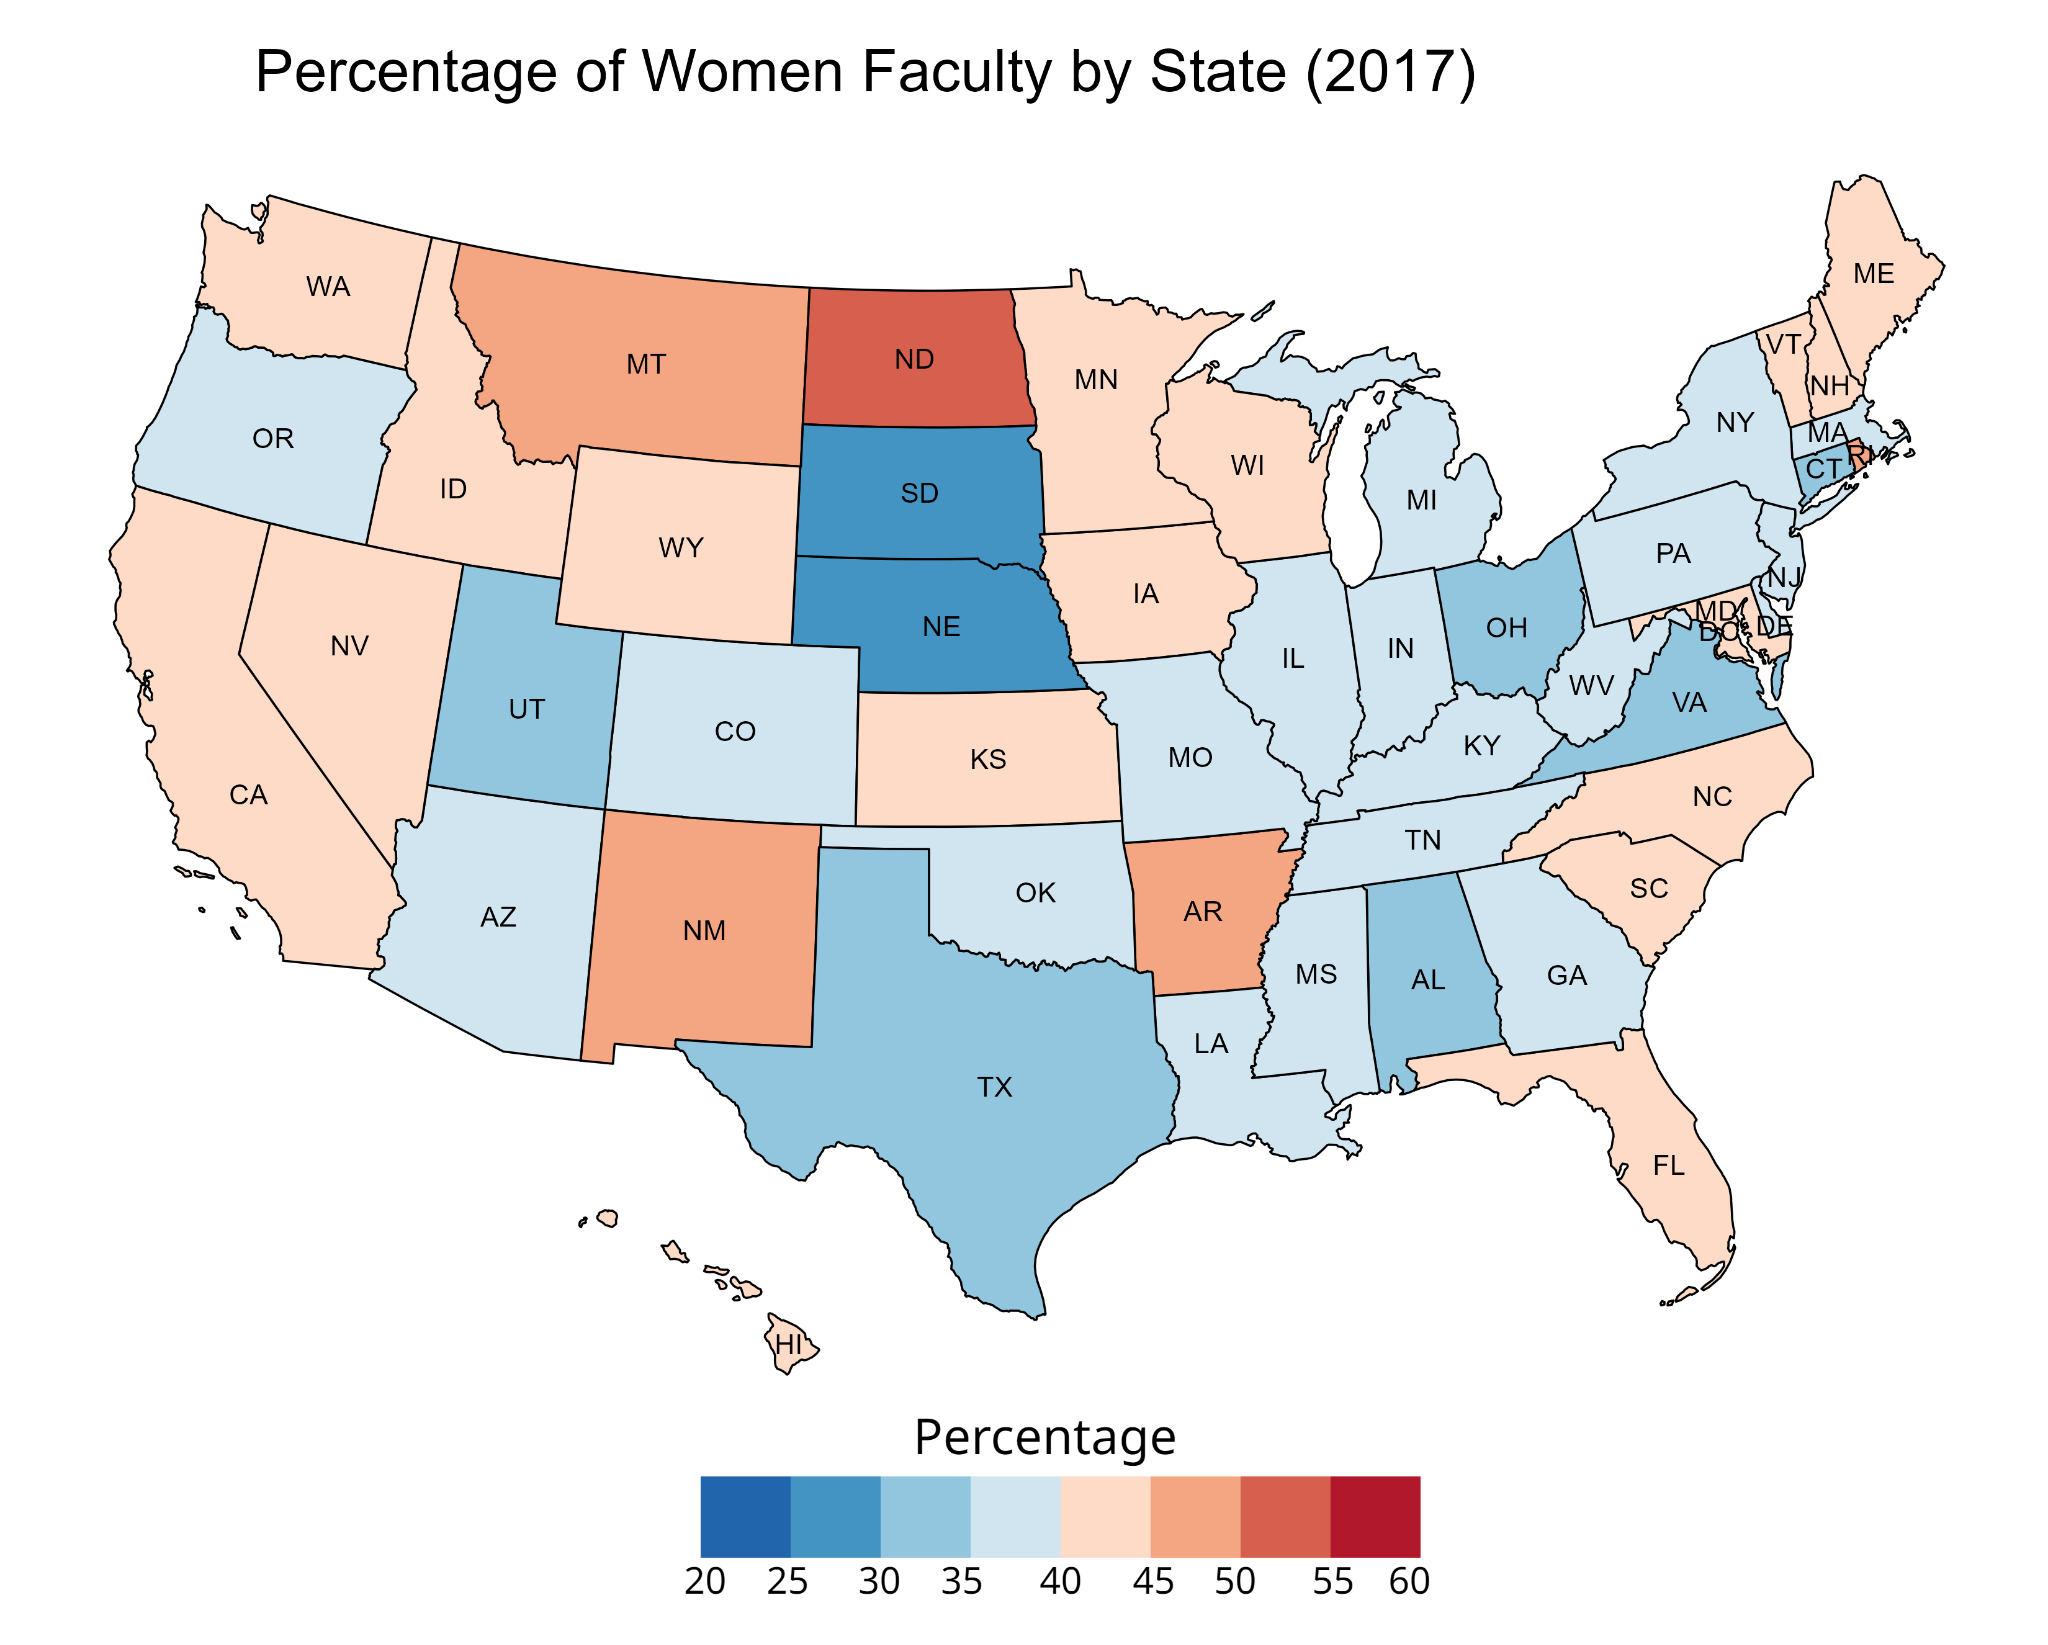 Percentage of Women Faculty by State (2017)
ME
WA
VT
MT
ND
MN
NH
NY
MA
OR
RI
WI
CT
ID
SD
MI
WY
PA
NJ
IA
MD
NE
OH
DE
DC
NV
IN
IL
WV
UT
VA
CO
KY
KS
MO
CA
NC
TN
SC
OK
AR
AZ
NM
MS
GA
AL
LA
TX
FL
HI
Percentage
20 25 30 35 40 45 50 55 60